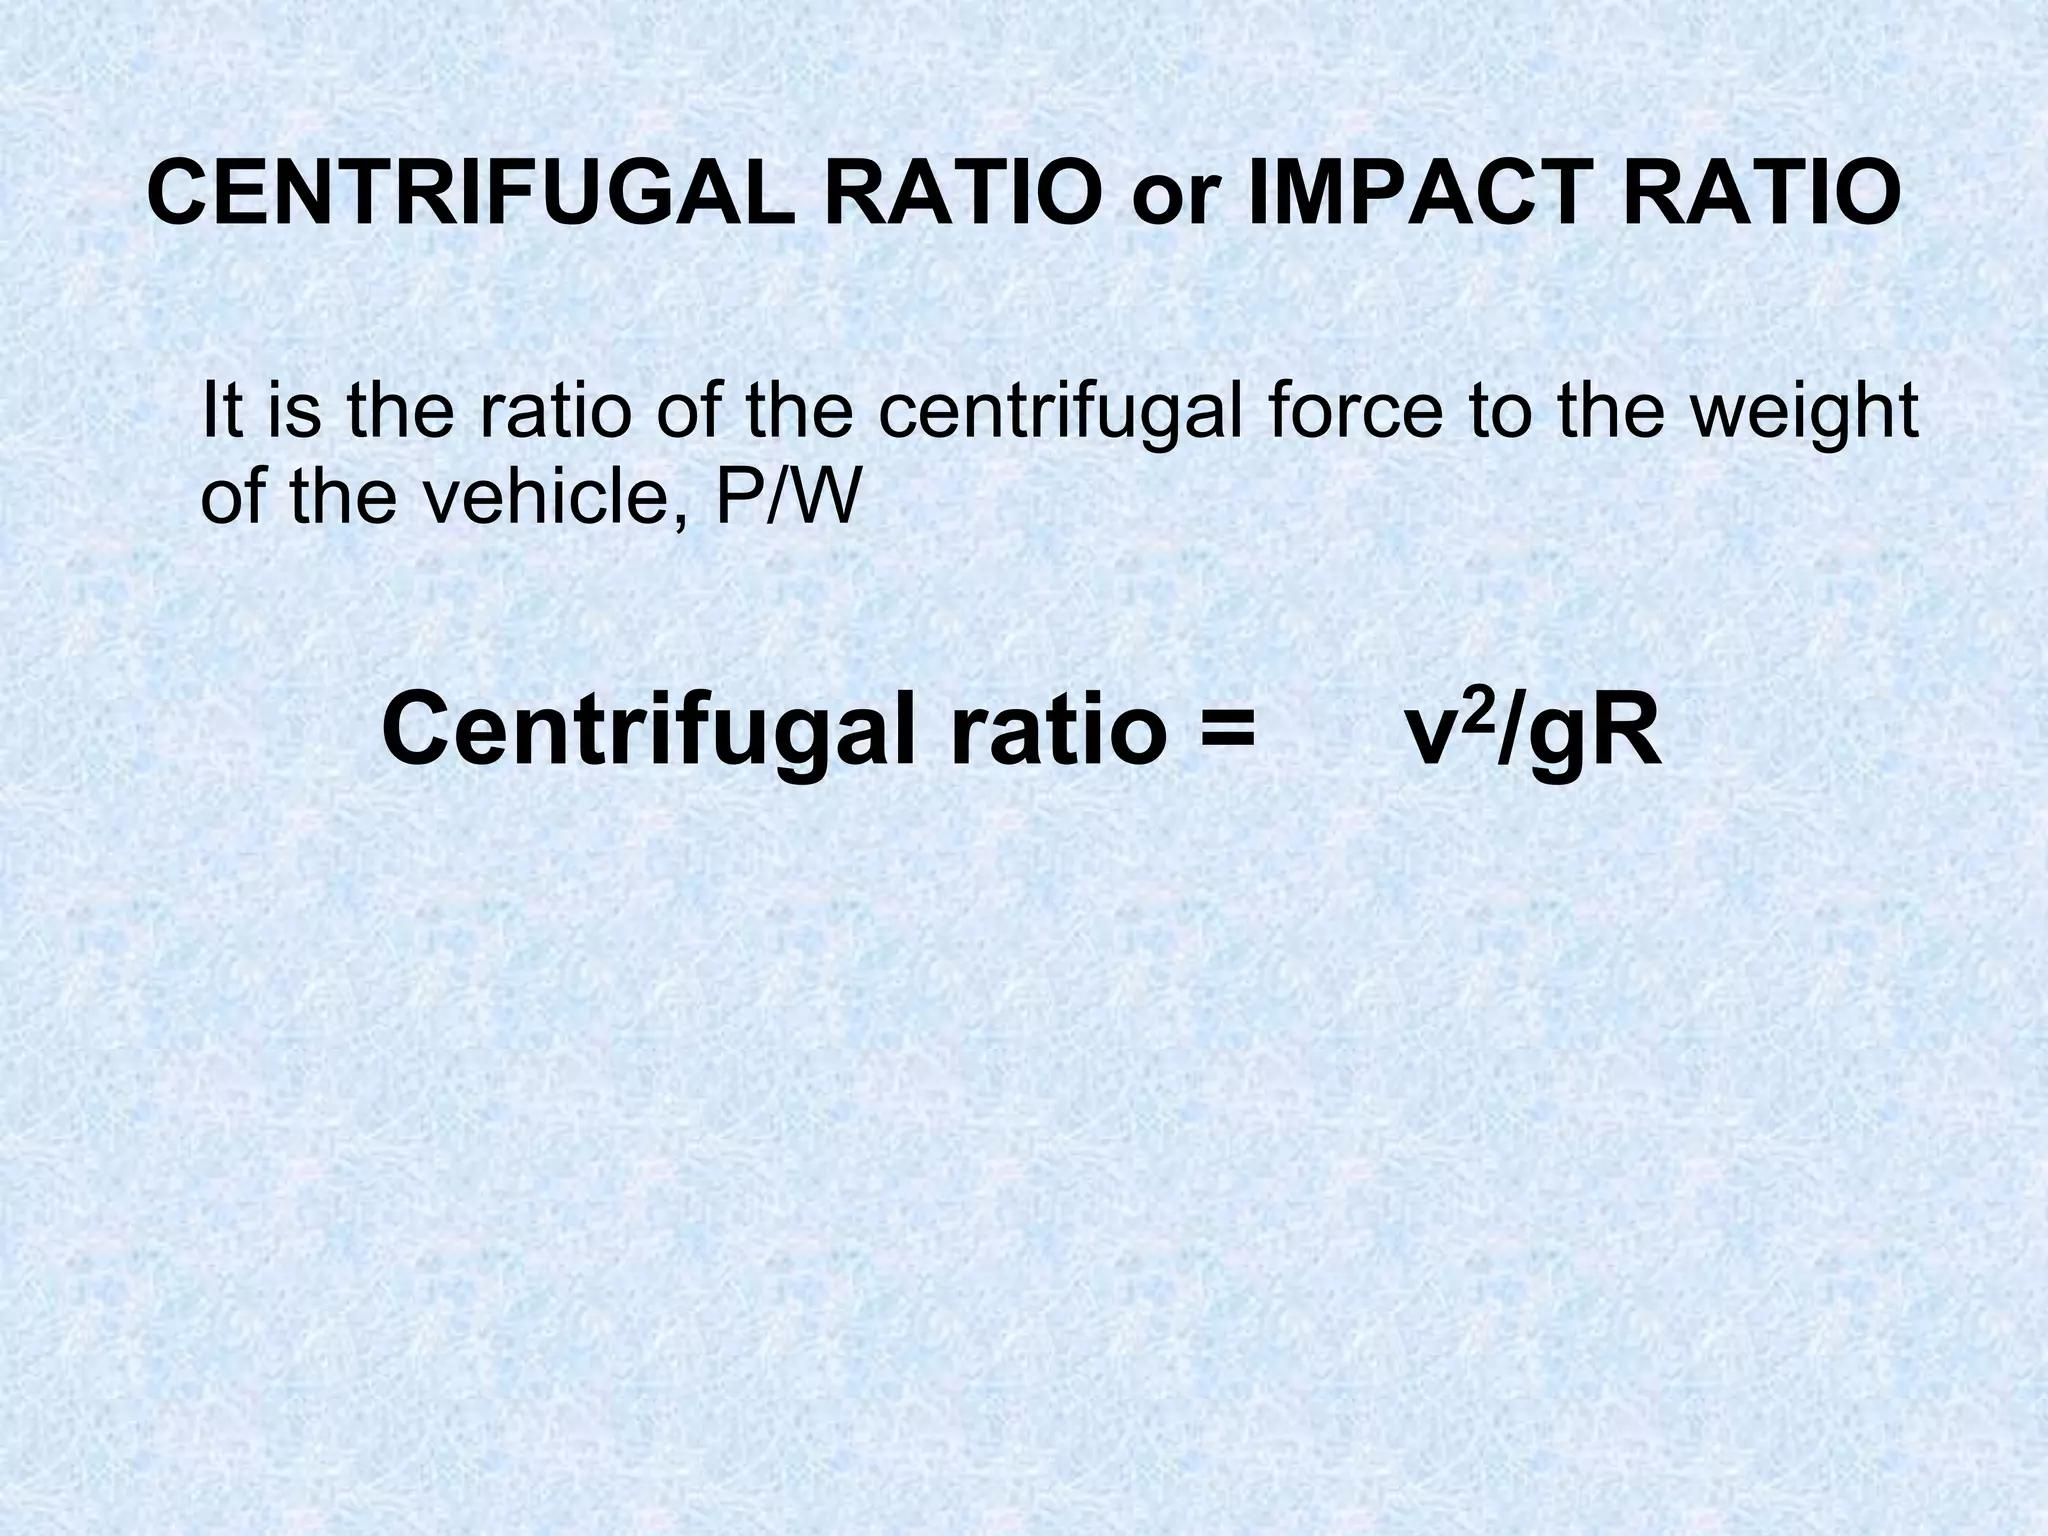 CENTRIFUGAL RATIO or IMPACT RATIO
It is the ratio of the centrifugal force to the weight
of the vehicle, P/W
Centrifugal ratio = v²/gR